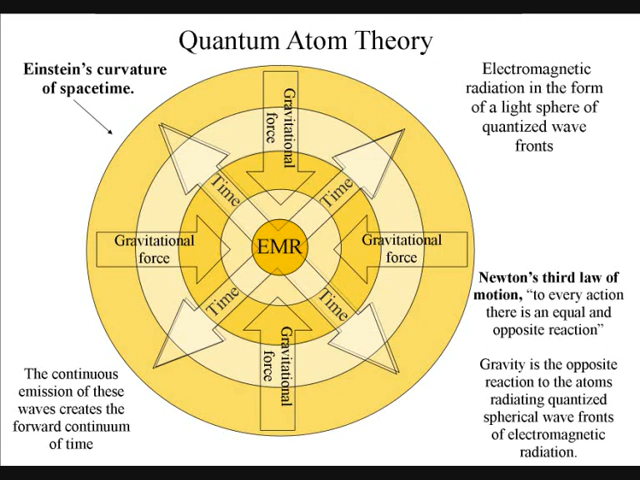 Quantum Atom Theory
Einstein's curvature
of spacetime.
Electromagnetic
radiation in the form
of a light sphere of
quantized wave
fronts
Gravitational
force
Time
Time
Gravitational
force
EMR
Gravitational
force
Time
Time
Gravitational
force
Newton's third law of
motion, “to every action
there is an equal and
opposite reaction”
Gravity is the opposite
reaction to the atoms
radiating quantized
spherical wave fronts
of electromagnetic
radiation.
The continuous
emission of these
waves creates the
forward continuum
of time